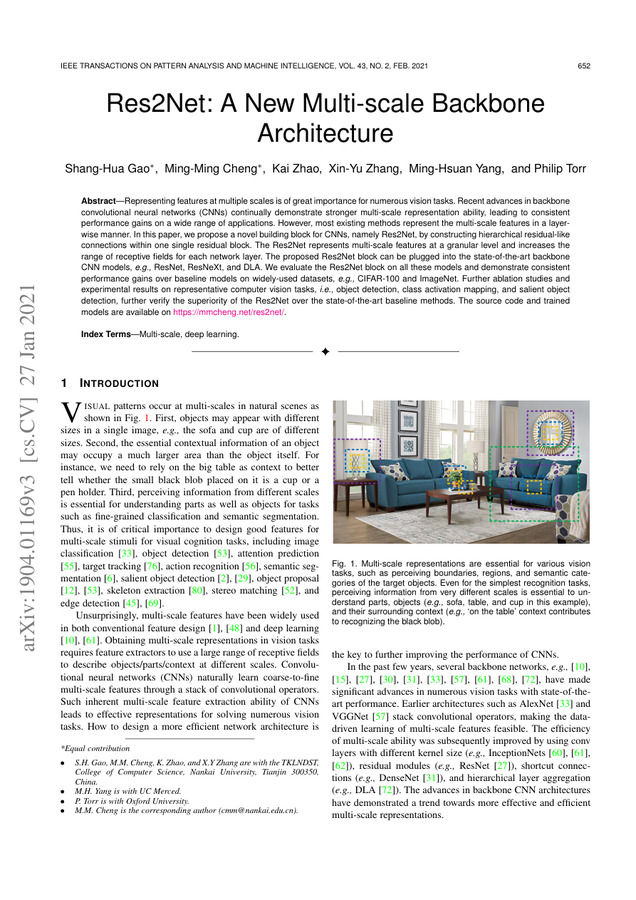 IEEE TRANSACTIONS ON PATTERN ANALYSIS AND MACHINE INTELLIGENCE, VOL. 43, NO. 2, FEB. 2021
652
Res2Net: A New Multi-scale Backbone
Architecture
Shang-Hua Gao*, Ming-Ming Cheng*, Kai Zhao, Xin-Yu Zhang, Ming-Hsuan Yang, and Philip Torr
Abstract—Representing features at multiple scales is of great importance for numerous vision tasks. Recent advances in backbone
convolutional neural networks (CNNs) continually demonstrate stronger multi-scale representation ability, leading to consistent
performance gains on a wide range of applications. However, most existing methods represent the multi-scale features in a layer-
wise manner. In this paper, we propose a novel building block for CNNs, namely Res2Net, by constructing hierarchical residual-like
connections within one single residual block. The Res2Net represents multi-scale features at a granular level and increases the
range of receptive fields for each network layer. The proposed Res2Net block can be plugged into the state-of-the-art backbone
CNN models, e.g., ResNet, ResNeXt, and DLA. We evaluate the Res2Net block on all these models and demonstrate consistent
performance gains over baseline models on widely-used datasets, e.g., CIFAR-100 and ImageNet. Further ablation studies and
experimental results on representative computer vision tasks, i.e., object detection, class activation mapping, and salient object
detection, further verify the superiority of the Res2Net over the state-of-the-art baseline methods. The source code and trained
models are available on https://mmcheng.net/res2net/.
Index Terms—Multi-scale, deep learning.
1 INTRODUCTION
VISUAL patterns occur at multi-scales in natural scenes as
shown in Fig. 1. First, objects may appear with different
sizes in a single image, e.g., the sofa and cup are of different
sizes. Second, the essential contextual information of an object
may occupy a much larger area than the object itself. For
instance, we need to rely on the big table as context to better
tell whether the small black blob placed on it is a cup or a
pen holder. Third, perceiving information from different scales
is essential for understanding parts as well as objects for tasks
such as fine-grained classification and semantic segmentation.
Thus, it is of critical importance to design good features for
multi-scale stimuli for visual cognition tasks, including image
classification [33], object detection [53], attention prediction
[55], target tracking [76], action recognition [56], semantic seg-
mentation [6], salient object detection [2], [29], object proposal
[12], [53], skeleton extraction [80], stereo matching [52], and
edge detection [45], [69].
Unsurprisingly, multi-scale features have been widely used
in both conventional feature design [1], [48] and deep learning
[10], [61]. Obtaining multi-scale representations in vision tasks
requires feature extractors to use a large range of receptive fields
to describe objects/parts/context at different scales. Convolu-
tional neural networks (CNNs) naturally learn coarse-to-fine
multi-scale features through a stack of convolutional operators.
Such inherent multi-scale feature extraction ability of CNNs
leads to effective representations for solving numerous vision
tasks. How to design a more efficient network architecture is
*Equal contribution
• S.H. Gao, M.M. Cheng, K. Zhao, and X.Y Zhang are with the TKLNDST,
College of Computer Science, Nankai University, Tianjin 300350,
China.
• M.H. Yang is with UC Merced.
• P. Torr is with Oxford University.
• M.M. Cheng is the corresponding author (cmm@nankai.edu.cn).
Fig. 1. Multi-scale representations are essential for various vision
tasks, such as perceiving boundaries, regions, and semantic cate-
gories of the target objects. Even for the simplest recognition tasks,
perceiving information from very different scales is essential to un-
derstand parts, objects (e.g., sofa, table, and cup in this example),
and their surrounding context (e.g., ‘on the table’ context contributes
to recognizing the black blob).
the key to further improving the performance of CNNs.
In the past few years, several backbone networks, e.g., [10],
[15], [27], [30], [31], [33], [57], [61], [68], [72], have made
significant advances in numerous vision tasks with state-of-the-
art performance. Earlier architectures such as AlexNet [33] and
VGGNet [57] stack convolutional operators, making the data-
driven learning of multi-scale features feasible. The efficiency
of multi-scale ability was subsequently improved by using conv
layers with different kernel size (e.g., InceptionNets [60], [61],
[62]), residual modules (e.g., ResNet [27]), shortcut connec-
tions (e.g., DenseNet [31]), and hierarchical layer aggregation
(e.g., DLA [72]). The advances in backbone CNN architectures
have demonstrated a trend towards more effective and efficient
multi-scale representations.
arXiv:1904.01169v3 [cs.CV] 27 Jan 2021